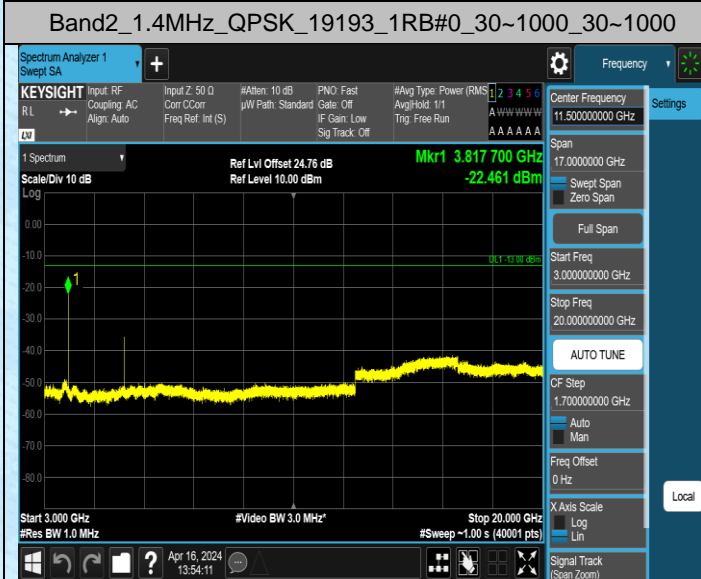 Band2_1.4MHz_QPSK_19193_1RB#0_30~1000_30~1000
Spectrum Analyzer 1
Swept SA
+
Frequency
KEYSIGHT
R L
LXI
Input: RF
Coupling: AC
Align: Auto
Input Z: 50 Ω
Corr CCorr
Freq Ref: Int (S)
#Atten: 10 dB
µW Path: Standard
PNO: Fast
Gate: Off
IF Gain: Low
Sig Track: Off
#Avg Type: Power (RMS
Avg|Hold: 1/1
Trig: Free Run
1 2 3 4 5 6
A W W W W W
A A A A A A
1 Spectrum
Scale/Div 10 dB
Log
Ref Lvl Offset 24.76 dB
Ref Level 10.00 dBm
Mkr1 3.817 700 GHz
-22.461 dBm
0.00
-10.0
DL1 -13.00 dBm
1
-20.0
-30.0
-40.0
-50.0
-60.0
-70.0
-80.0
Start 3.000 GHz
#Res BW 1.0 MHz
#Video BW 3.0 MHz*
Stop 20.000 GHz
#Sweep ~1.00 s (40001 pts)
?
Apr 16, 2024
13:54:11
Center Frequency
11.500000000 GHz
Settings
Span
17.0000000 GHz
Swept Span
Zero Span
Full Span
Start Freq
3.000000000 GHz
Stop Freq
20.000000000 GHz
AUTO TUNE
CF Step
1.700000000 GHz
Auto
Man
Freq Offset
0 Hz
Local
X Axis Scale
Log
Lin
Signal Track
(Span Zoom)